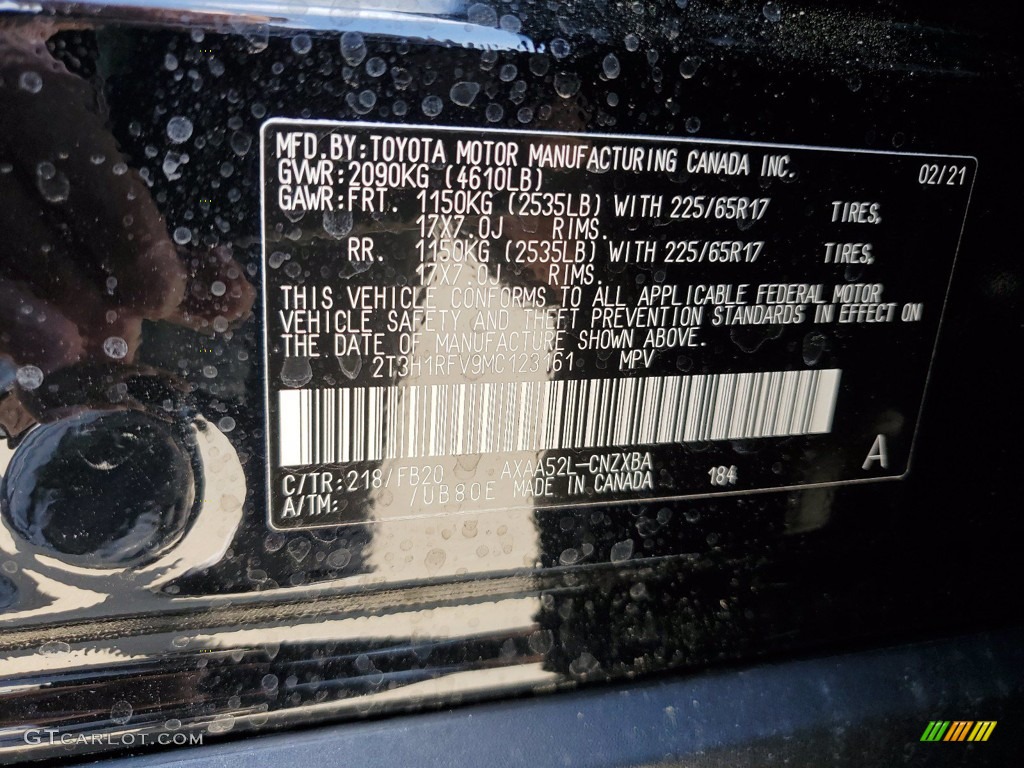 MFD.BY:TOYOTA MOTOR MANUFACTURING CANADA INC. 02/21
GVWR:2090KG (4610LB)
GAWR:FRT. 1150KG (2535LB) WITH 225/65R17 TIRES,
17X7.0J RIMS.
RR. 1150KG (2535LB) WITH 225/65R17 TIRES,
17X7.0J RIMS.
THIS VEHICLE CONFORMS TO ALL APPLICABLE FEDERAL MOTOR
VEHICLE SAFETY AND THEFT PREVENTION STANDARDS IN EFFECT ON
THE DATE OF MANUFACTURE SHOWN ABOVE.
2T3H1RFV9MC123161 MPV
C/TR:218/FB20 AXAA52L-CNZXBA 184 A
A/TM: /UB80E MADE IN CANADA
GTCARLOT.COM